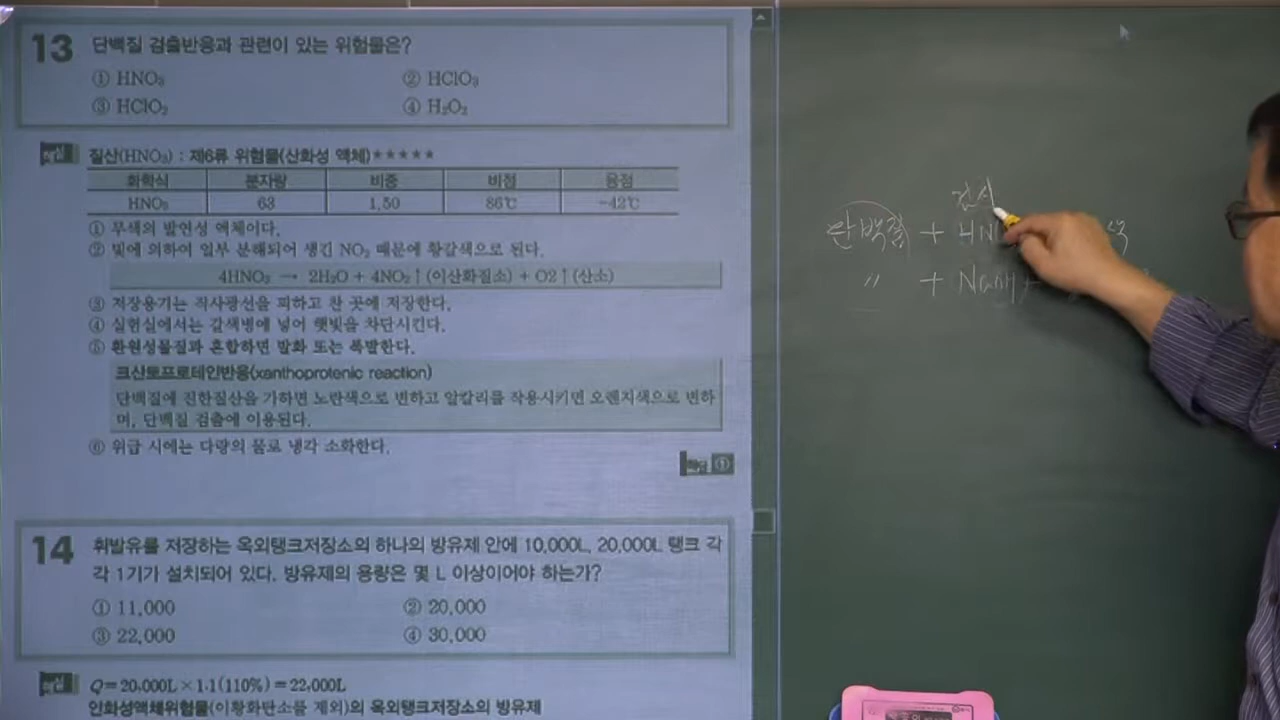 13 단백질 검출반응과 관련이 있는 위험물은?
① HNO₃ ② HClO₃
③ HClO₂ ④ H₂O₂
해설 질산(HNO₃) : 제6류 위험물(산화성 액체)★★★★★
화학식 분자량 비중 비점 융점
HNO₃ 63 1.50 86℃ -42℃
① 무색의 발연성 액체이다.
② 빛에 의하여 일부 분해되어 생긴 NO₂ 때문에 황갈색으로 된다.
4HNO₃ → 2H₂O + 4NO₂↑(이산화질소) + O2↑(산소)
③ 저장용기는 직사광선을 피하고 찬 곳에 저장한다.
④ 실험실에서는 갈색병에 넣어 햇빛을 차단시킨다.
⑤ 환원성물질과 혼합하면 발화 또는 폭발한다.
크산토프로테인반응(xanthoprotenic reaction)
단백질에 진한질산을 가하면 노란색으로 변하고 알칼리를 작용시키면 오렌지색으로 변하
며, 단백질 검출에 이용된다.
⑥ 위급 시에는 다량의 물로 냉각 소화한다.
해답 ①
14 휘발유를 저장하는 옥외탱크저장소의 하나의 방유제 안에 10,000L, 20,000L 탱크 각
각 1기가 설치되어 있다. 방유제의 용량은 몇 L 이상이어야 하는가?
① 11,000 ② 20,000
③ 22,000 ④ 30,000
해설 Q = 20,000L × 1.1(110%) = 22,000L
인화성액체위험물(이황화탄소를 제외)의 옥외탱크저장소의 방유제
단백질 + HN 색
〃 + NaOH